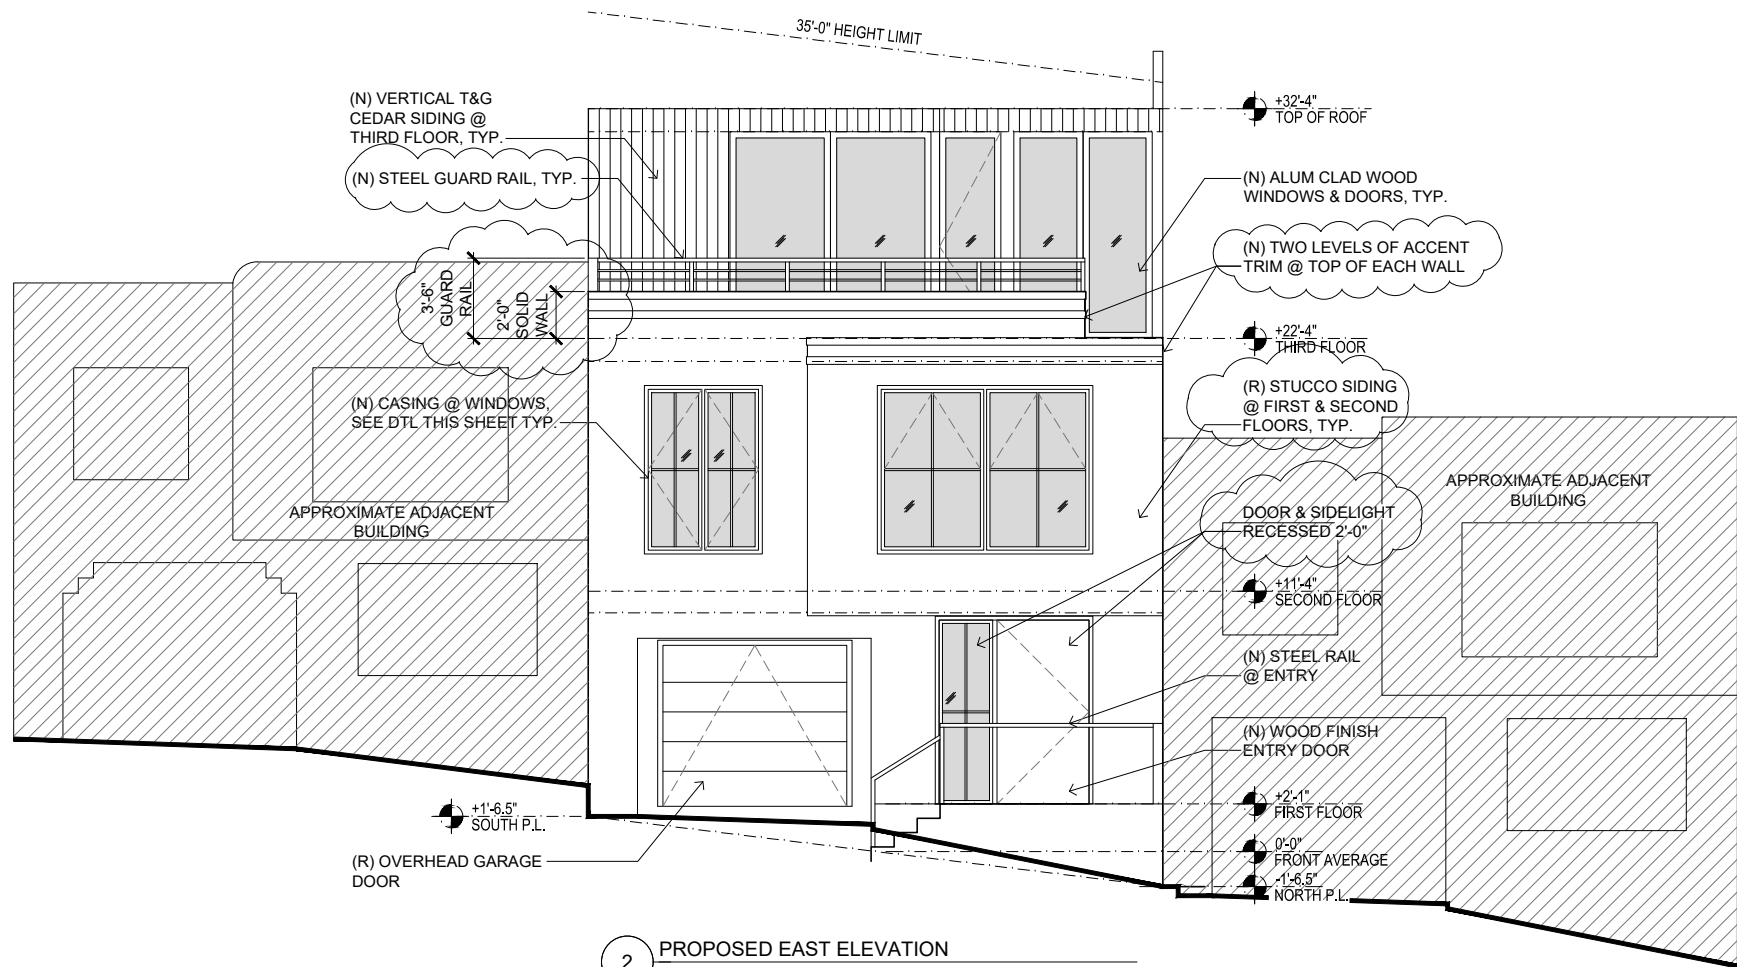 35'-0" HEIGHT LIMIT
(N) VERTICAL T&G
CEDAR SIDING @
THIRD FLOOR, TYP.
(N) STEEL GUARD RAIL, TYP.
3'-6"
GUARD
RAIL
2'-0"
SOLID
WALL
(N) CASING @ WINDOWS,
SEE DTL THIS SHEET TYP.
APPROXIMATE ADJACENT
BUILDING
+1'-6.5"
SOUTH P.L.
(R) OVERHEAD GARAGE
DOOR
+32'-4"
TOP OF ROOF
(N) ALUM CLAD WOOD
WINDOWS & DOORS, TYP.
(N) TWO LEVELS OF ACCENT
TRIM @ TOP OF EACH WALL
+22'-4"
THIRD FLOOR
(R) STUCCO SIDING
@ FIRST & SECOND
FLOORS, TYP.
APPROXIMATE ADJACENT
BUILDING
DOOR & SIDELIGHT
RECESSED 2'-0"
+11'-4"
SECOND FLOOR
(N) STEEL RAIL
@ ENTRY
(N) WOOD FINISH
ENTRY DOOR
+2'-1"
FIRST FLOOR
0'-0"
FRONT AVERAGE
-1'-6.5"
NORTH P.L.
2 PROPOSED EAST ELEVATION